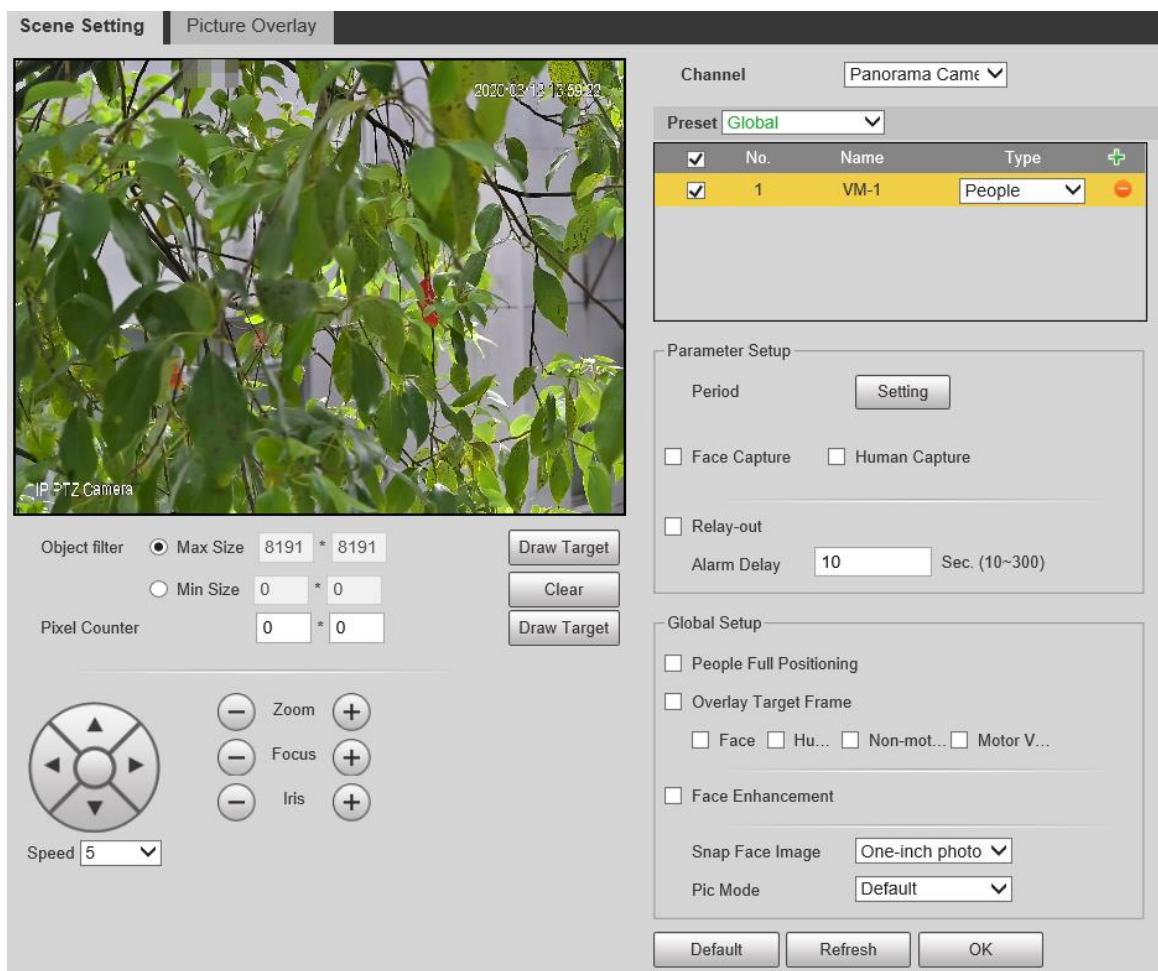 Scene Setting Picture Overlay
2020-03-13 13:59:22
IP PTZ Camera
Object filter Max Size 8191 * 8191 Draw Target
Min Size 0 * 0 Clear
Pixel Counter 0 * 0 Draw Target
Zoom
Focus
Iris
Speed 5
Channel Panorama Came
Preset Global
No. Name Type
1 VM-1 People
Parameter Setup
Period Setting
Face Capture Human Capture
Relay-out
Alarm Delay 10 Sec. (10~300)
Global Setup
People Full Positioning
Overlay Target Frame
Face Hu... Non-mot... Motor V...
Face Enhancement
Snap Face Image One-inch photo
Pic Mode Default
Default Refresh OK